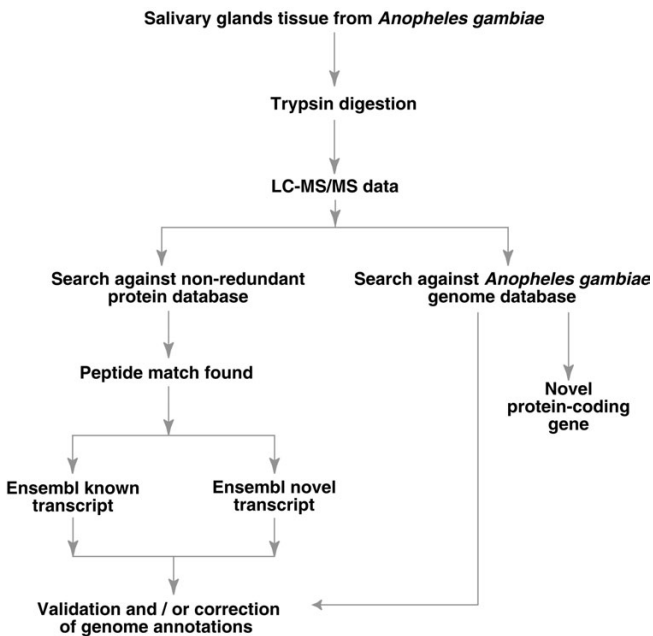 Salivary glands tissue from Anopheles gambiae
Trypsin digestion
LC-MS/MS data
Search against non-redundant
protein database
Search against Anopheles gambiae
genome database
Peptide match found
Novel
protein-coding
gene
Ensembl known
transcript
Ensembl novel
transcript
Validation and / or correction
of genome annotations